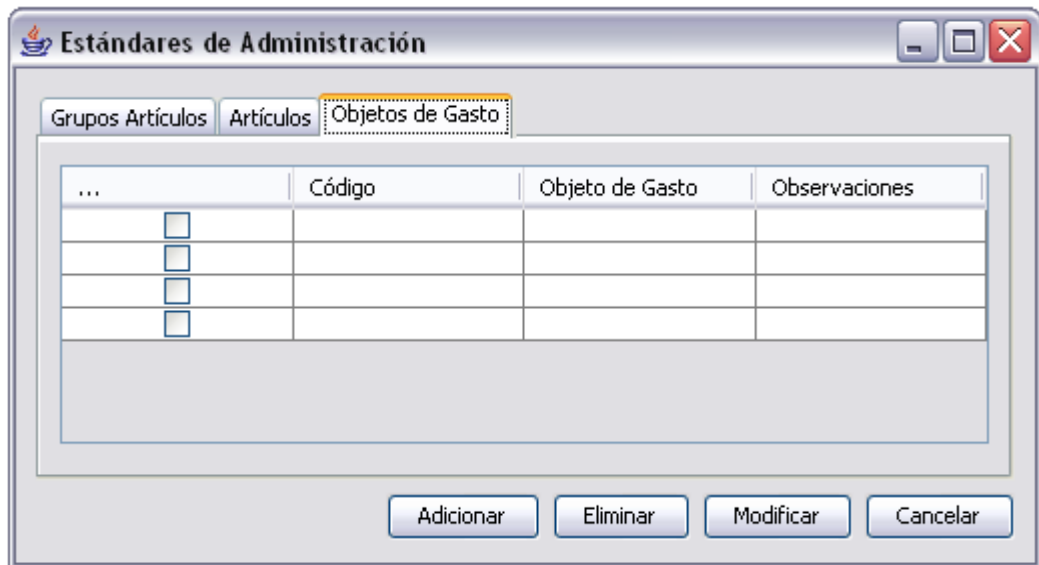 Estándares de Administración
Grupos Artículos Artículos Objetos de Gasto
... Código Objeto de Gasto Observaciones
Adicionar Eliminar Modificar Cancelar